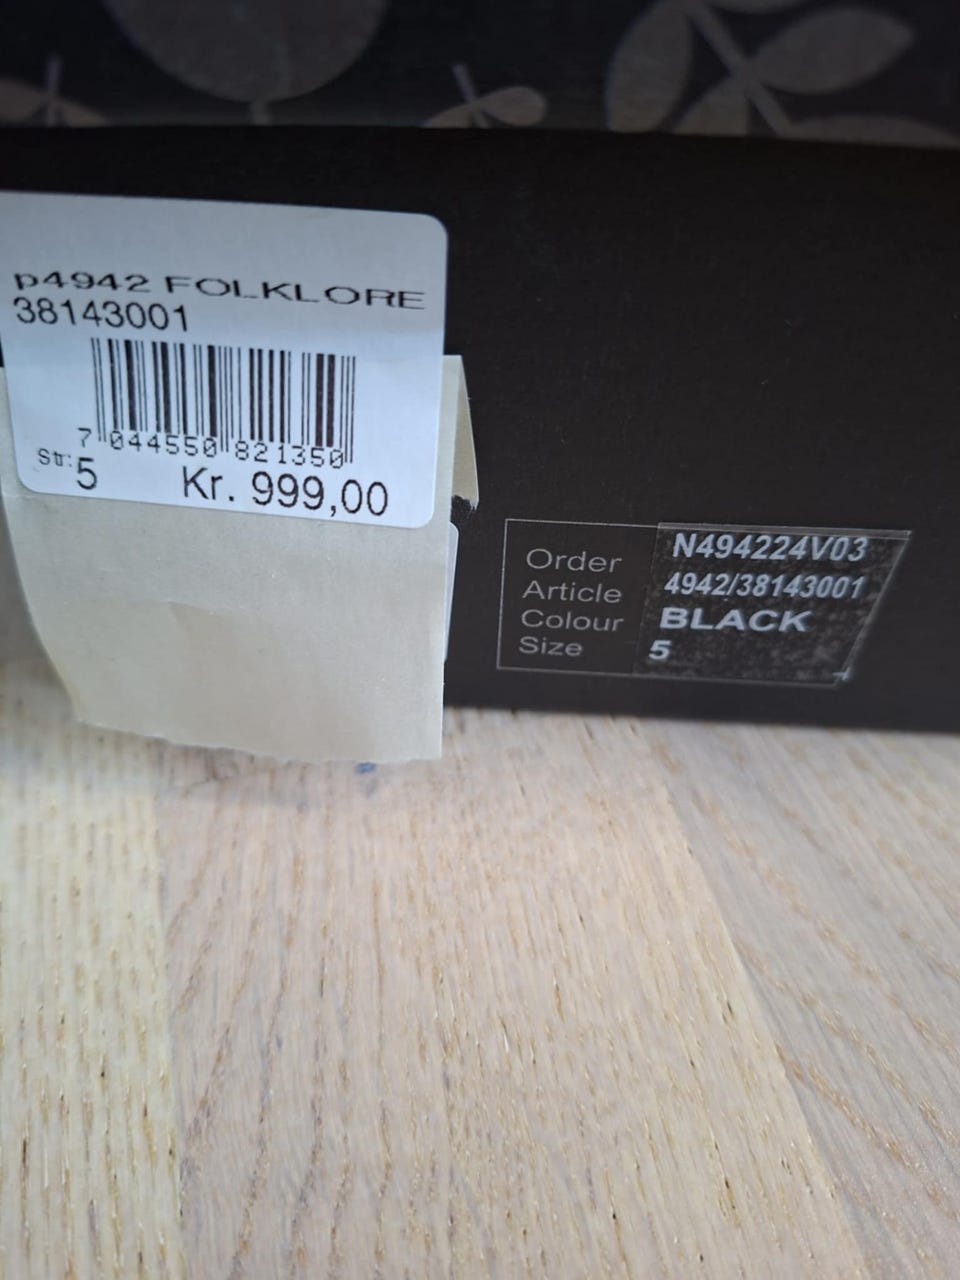 p4942 FOLKLORE
38143001
7 044550 821350
Str: 5 Kr. 999,00
Order N494224V03
Article 4942/38143001
Colour BLACK
Size 5